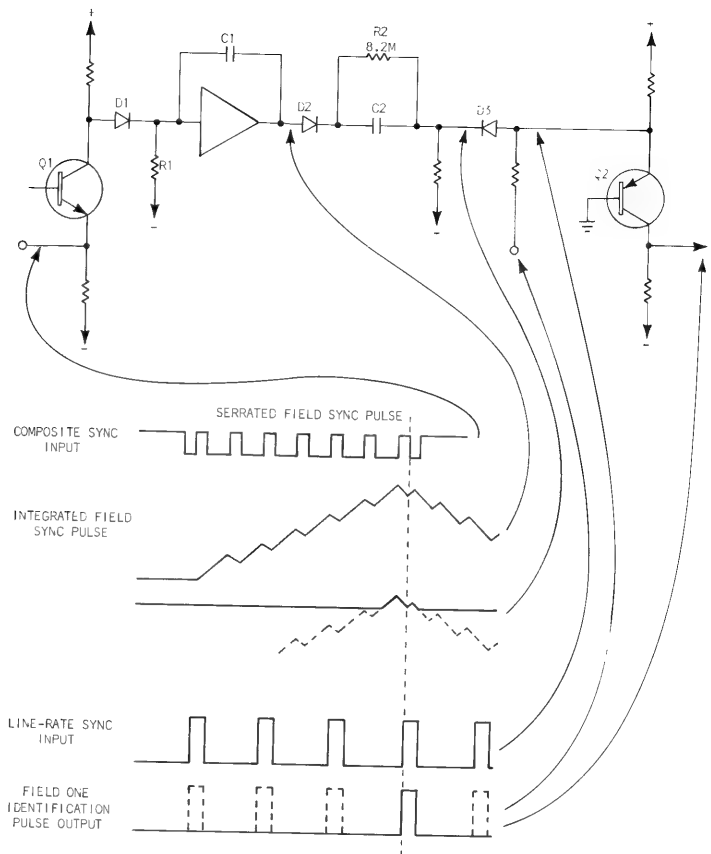 +
+
C1
R2
8.2M
D1
D2
C2
D3
Q1
R1
Q2
-
-
-
-
SERRATED FIELD SYNC PULSE
COMPOSITE SYNC
INPUT
INTEGRATED FIELD
SYNC PULSE
LINE-RATE SYNC
INPUT
FIELD ONE
IDENTIFICATION
PULSE OUTPUT